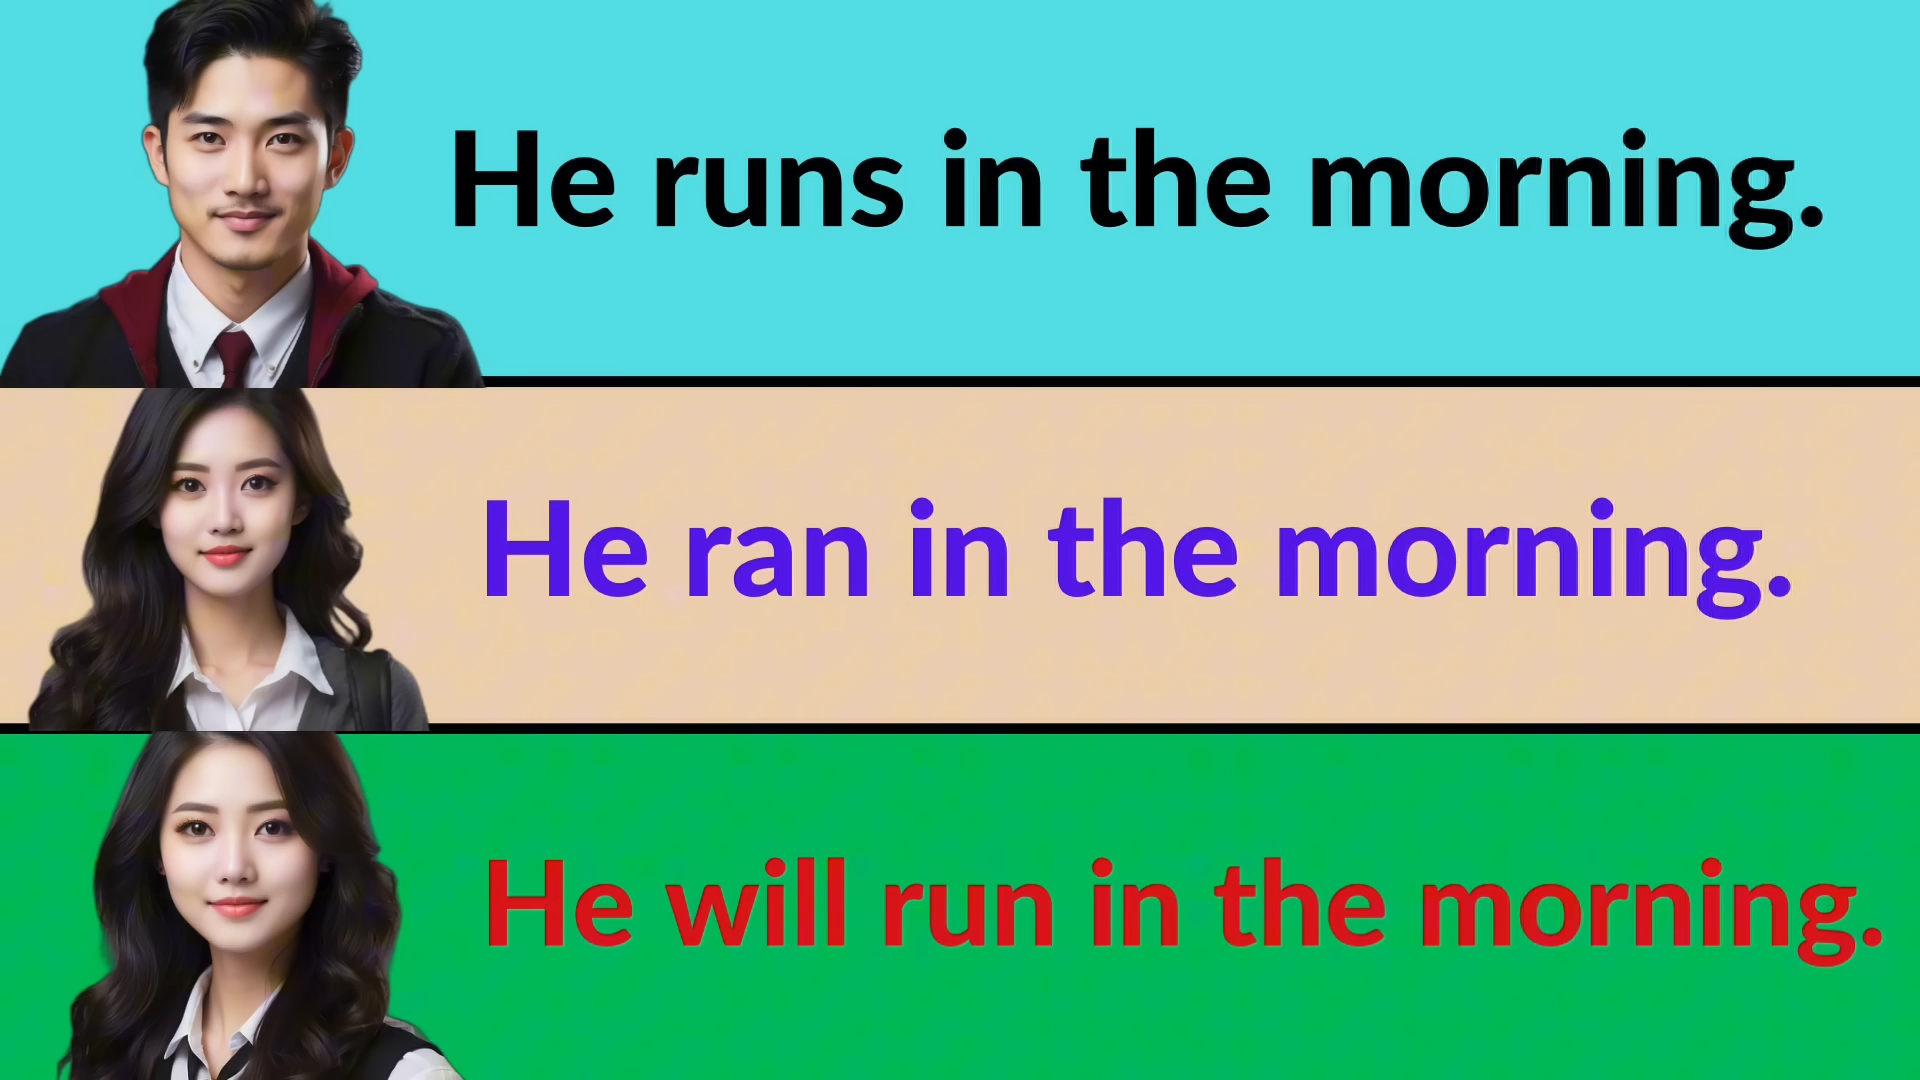 He runs in the morning.
He ran in the morning.
He will run in the morning.